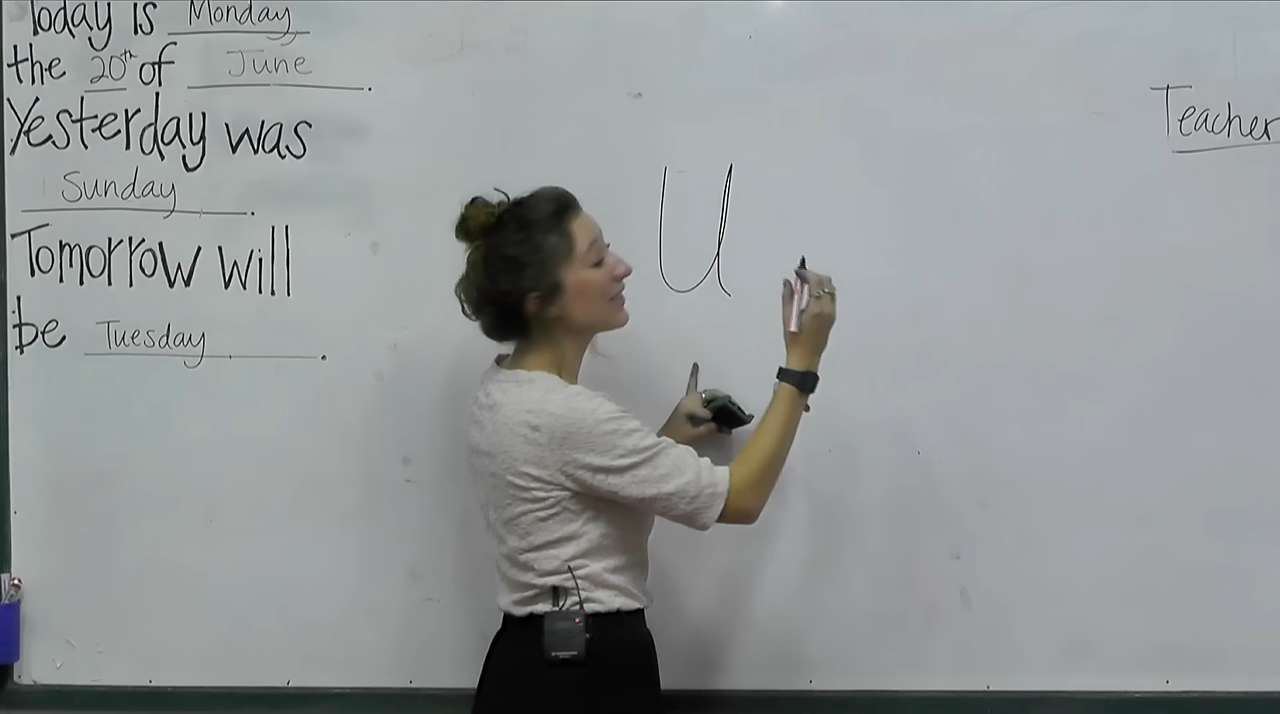 Today is Monday
the 20th of June.
Yesterday was
Sunday.
Tomorrow will
be Tuesday.
u
Teacher